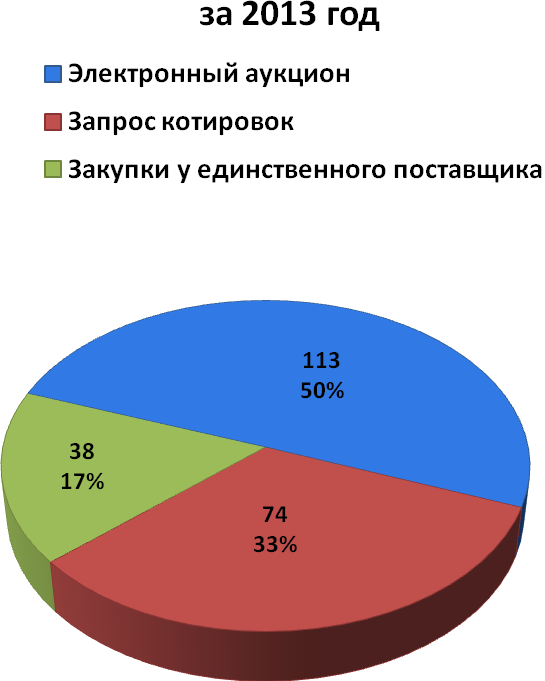 за 2013 год
Электронный аукцион
Запрос котировок
Закупки у единственного поставщика
113
50%
38
17%
74
33%